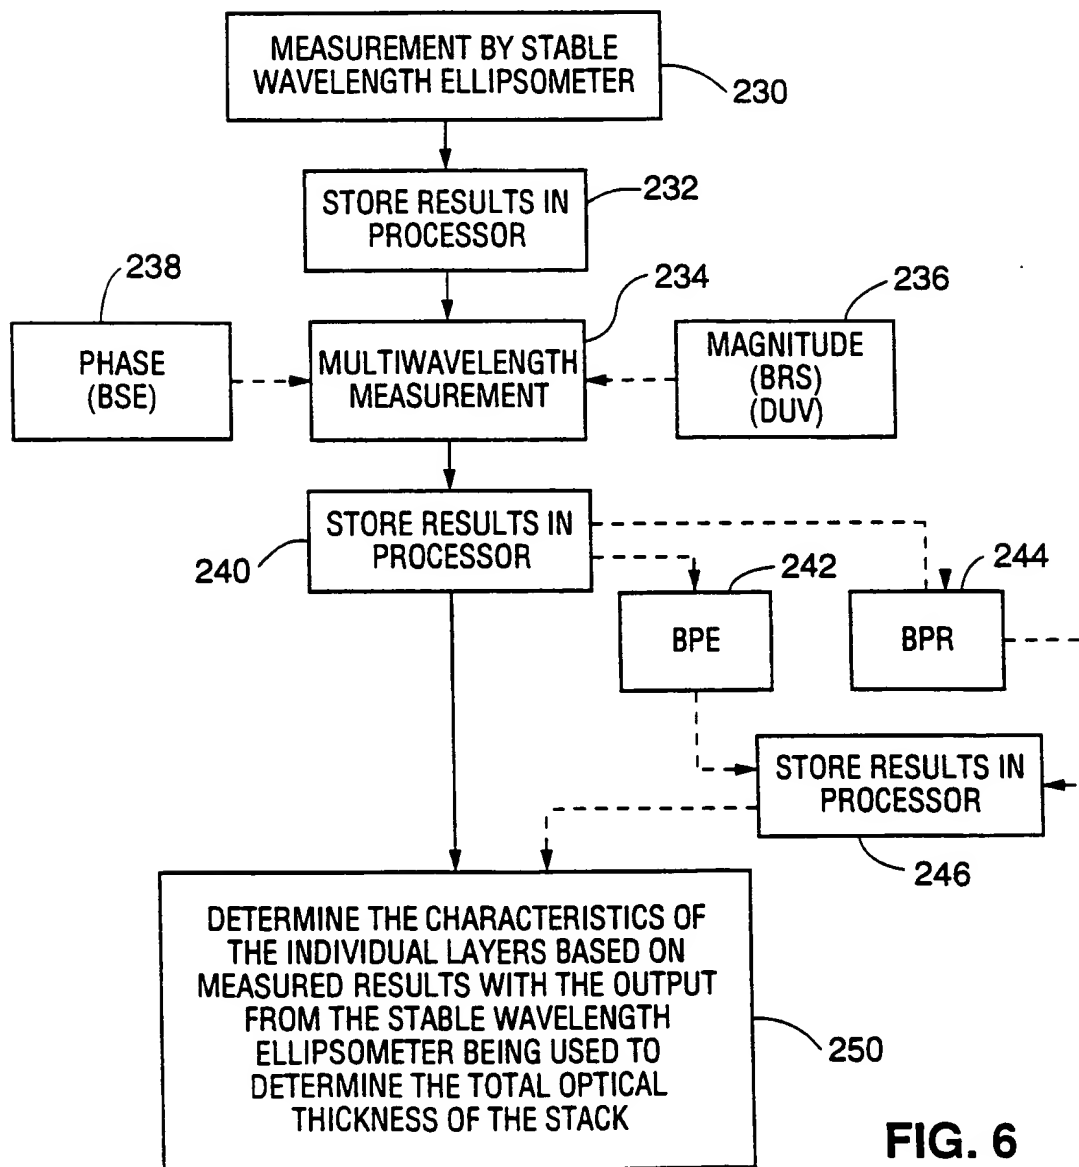 MEASUREMENT BY STABLE
WAVELENGTH ELLIPSOMETER
230
STORE RESULTS IN
PROCESSOR
232
238
234
236
PHASE
(BSE)
MULTIWAVELENGTH
MEASUREMENT
MAGNITUDE
(BRS)
(DUV)
STORE RESULTS IN
PROCESSOR
240
242
244
BPE
BPR
STORE RESULTS IN
PROCESSOR
246
DETERMINE THE CHARACTERISTICS OF
THE INDIVIDUAL LAYERS BASED ON
MEASURED RESULTS WITH THE OUTPUT
FROM THE STABLE WAVELENGTH
ELLIPSOMETER BEING USED TO
DETERMINE THE TOTAL OPTICAL
THICKNESS OF THE STACK
250
FIG. 6